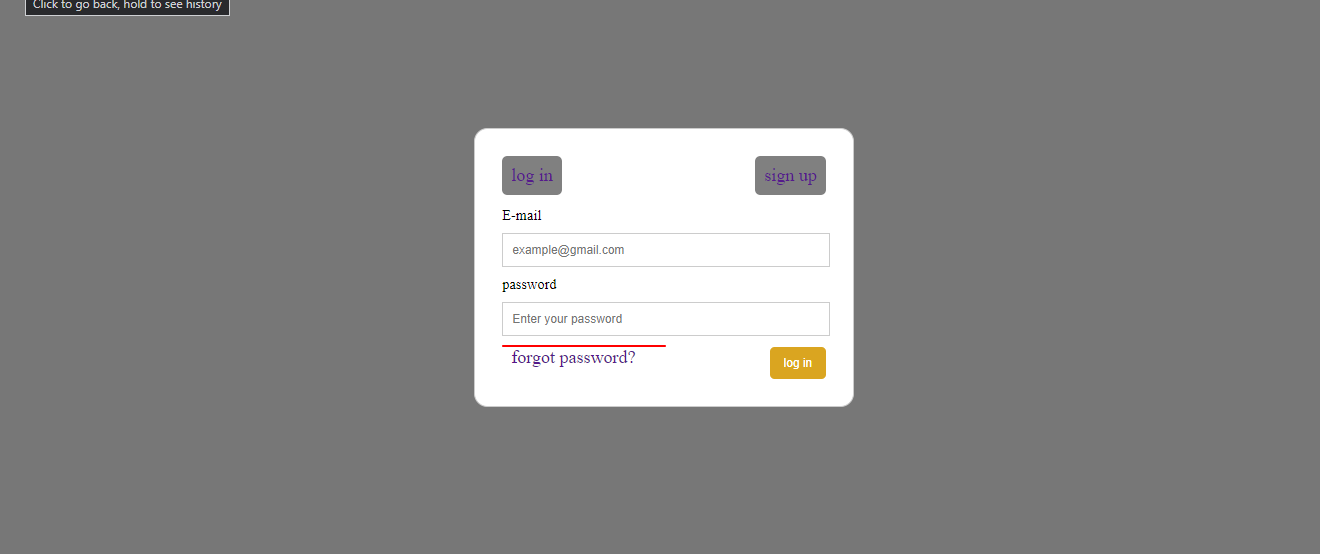 Click to go back, hold to see history
log in
sign up
E-mail
example@gmail.com
password
Enter your password
forgot password?
log in